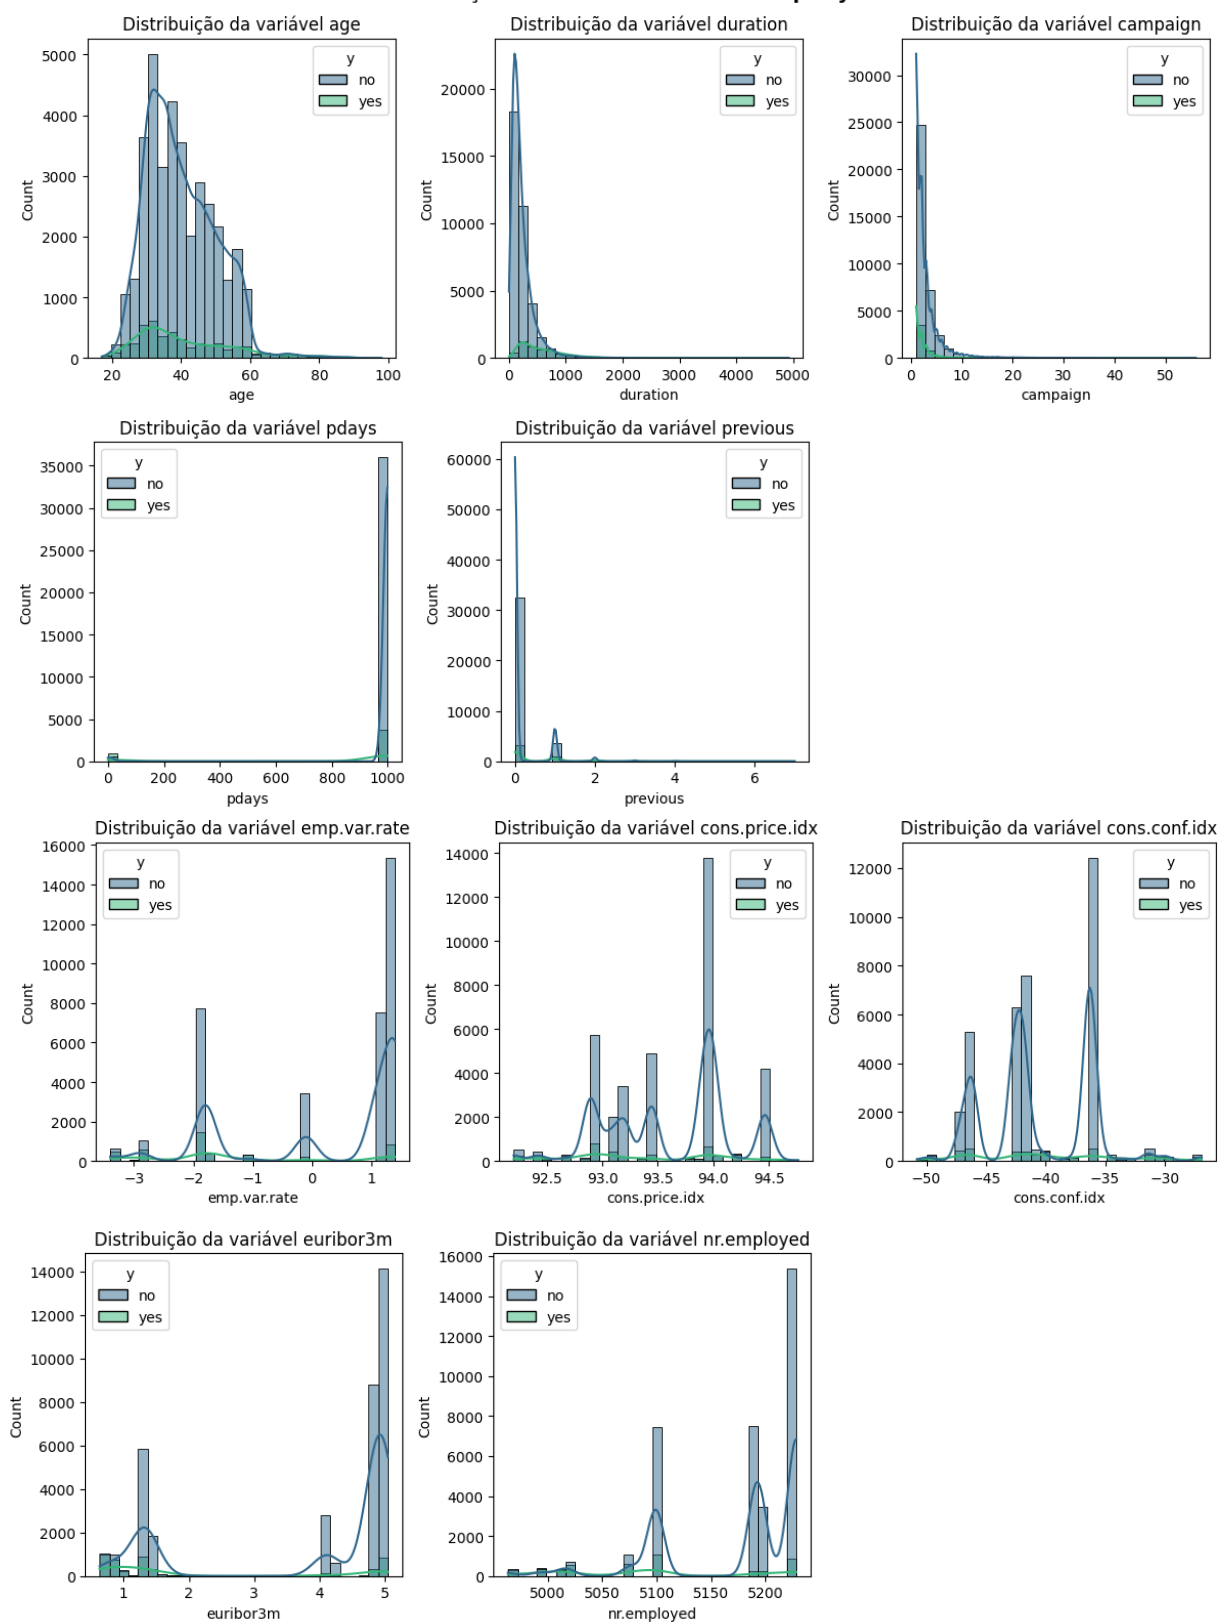 Distribuição da variável age
Count
5000
4000
3000
2000
1000
0
20 40 60 80 100
age
y
no
yes
Distribuição da variável duration
Count
20000
15000
10000
5000
0
0 1000 2000 3000 4000 5000
duration
y
no
yes
Distribuição da variável campaign
Count
30000
25000
20000
15000
10000
5000
0
0 10 20 30 40 50
campaign
y
no
yes
Distribuição da variável pdays
Count
35000
30000
25000
20000
15000
10000
5000
0
0 200 400 600 800 1000
pdays
y
no
yes
Distribuição da variável previous
Count
60000
50000
40000
30000
20000
10000
0
0 2 4 6
previous
y
no
yes
Distribuição da variável emp.var.rate
Count
16000
14000
12000
10000
8000
6000
4000
2000
0
−3 −2 −1 0 1
emp.var.rate
y
no
yes
Distribuição da variável cons.price.idx
Count
14000
12000
10000
8000
6000
4000
2000
0
92.5 93.0 93.5 94.0 94.5
cons.price.idx
y
no
yes
Distribuição da variável cons.conf.idx
Count
12000
10000
8000
6000
4000
2000
0
−50 −45 −40 −35 −30
cons.conf.idx
y
no
yes
Distribuição da variável euribor3m
Count
14000
12000
10000
8000
6000
4000
2000
0
1 2 3 4 5
euribor3m
y
no
yes
Distribuição da variável nr.employed
Count
16000
14000
12000
10000
8000
6000
4000
2000
0
5000 5050 5100 5150 5200
nr.employed
y
no
yes